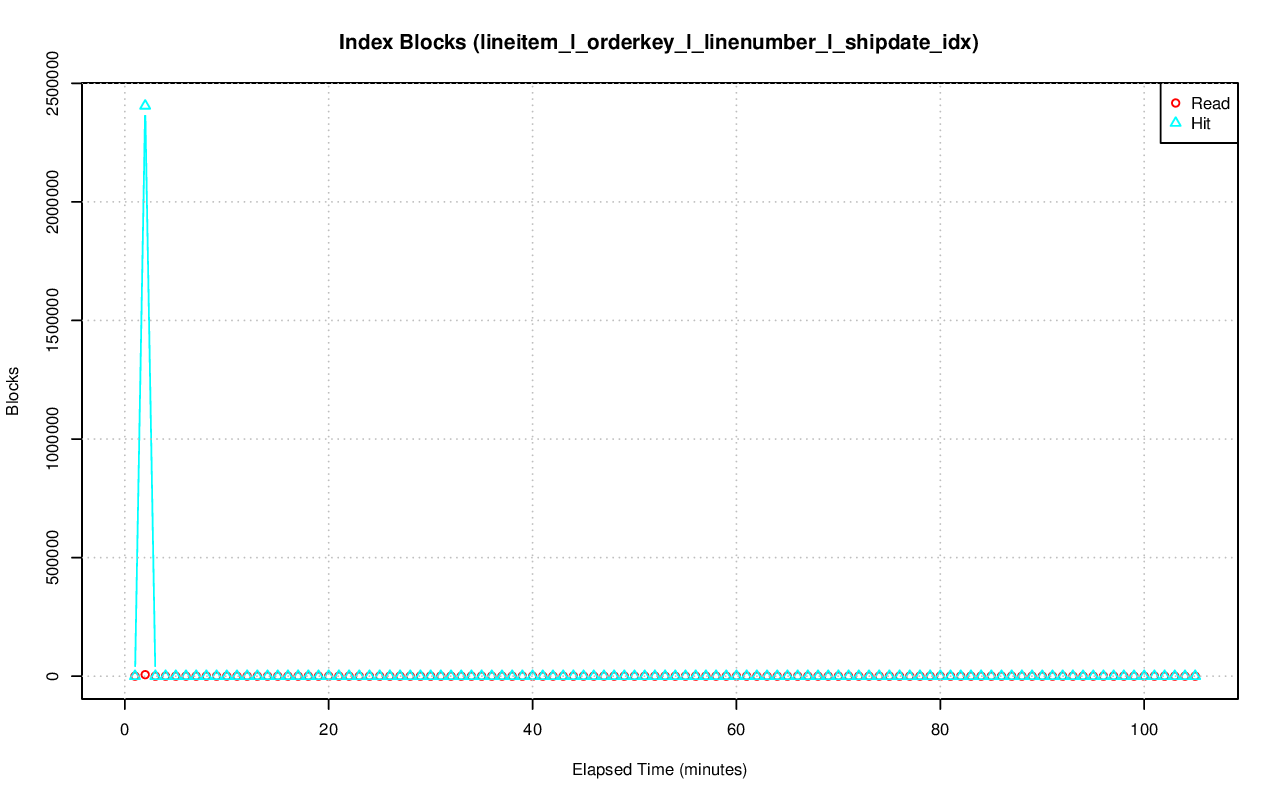 Index Blocks (lineitem_l_orderkey_l_linenumber_l_shipdate_idx)
2500000
2000000
1500000
1000000
500000
0
Blocks
Read
Hit
0 20 40 60 80 100
Elapsed Time (minutes)